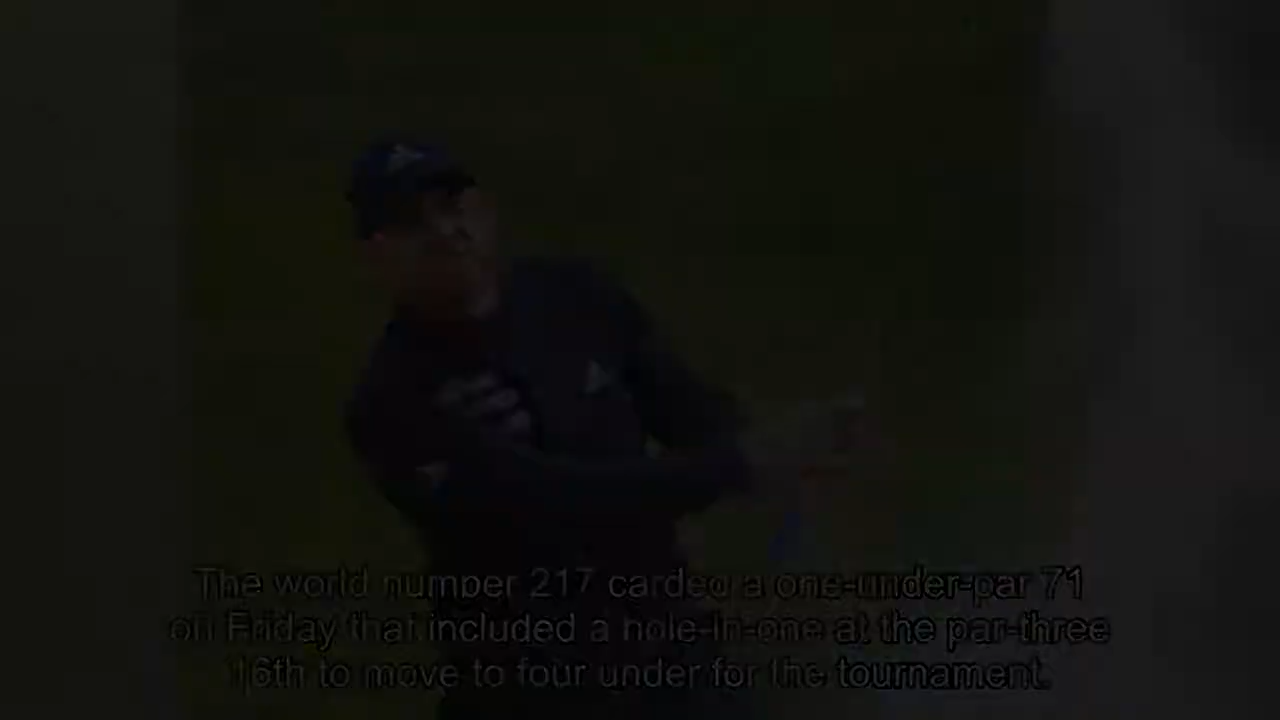 The world number 217 carded a one-under-par 71
on Friday that included a hole-in-one at the par-three
16th to move to four under for the tournament.